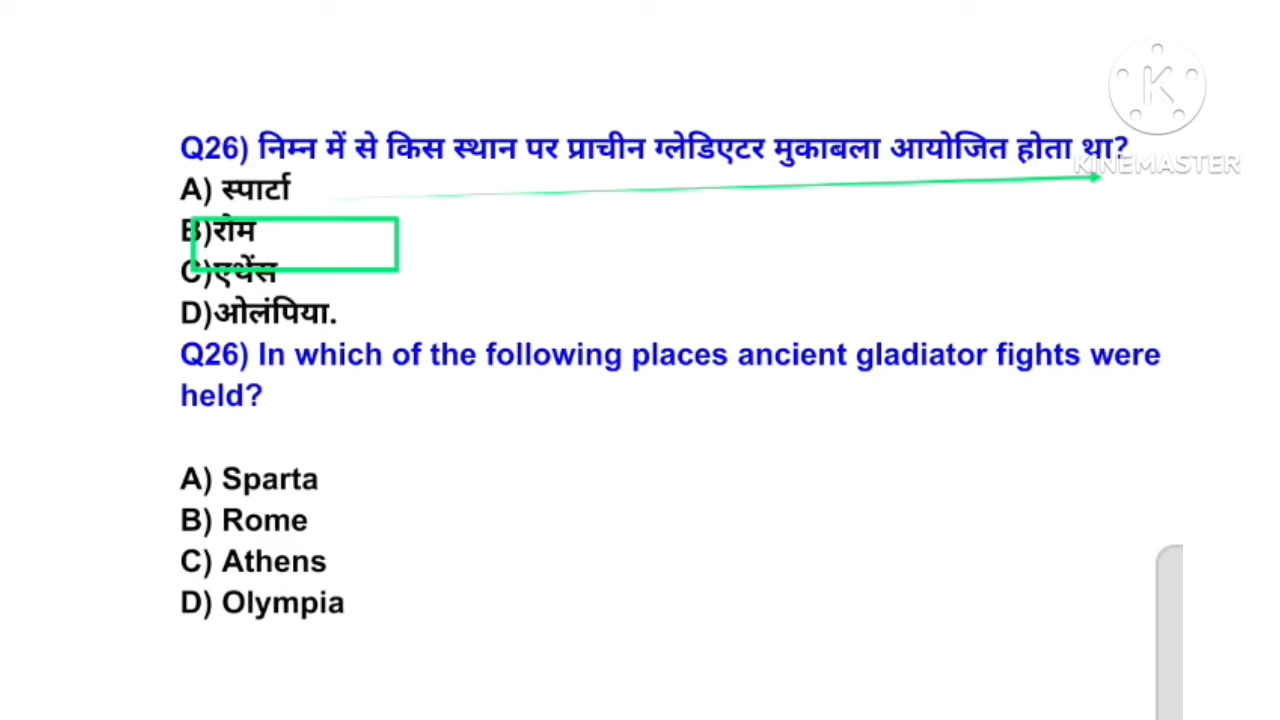 Q26) निम्न में से किस स्थान पर प्राचीन ग्लेडिएटर मुकाबला आयोजित होता था?
KINEMASTER
A) स्पार्टा
B)रोम
C)एथेंस
D)ओलंपिया.
Q26) In which of the following places ancient gladiator fights were
held?
A) Sparta
B) Rome
C) Athens
D) Olympia